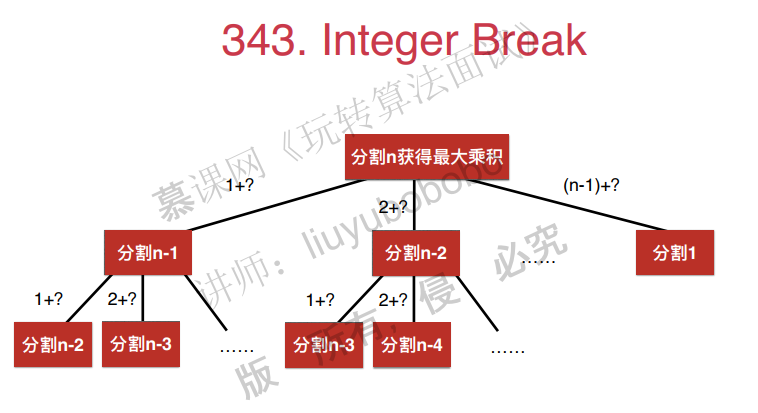 343. Integer Break
分割n获得最大乘积
1+?
2+?
(n-1)+?
分割n-1
分割n-2
……
分割1
1+?
2+?
1+?
2+?
分割n-2
分割n-3
……
分割n-3
分割n-4
……
慕课网《玩转算法面试》
讲师：liuyubobobo
版 所有，侵 必究